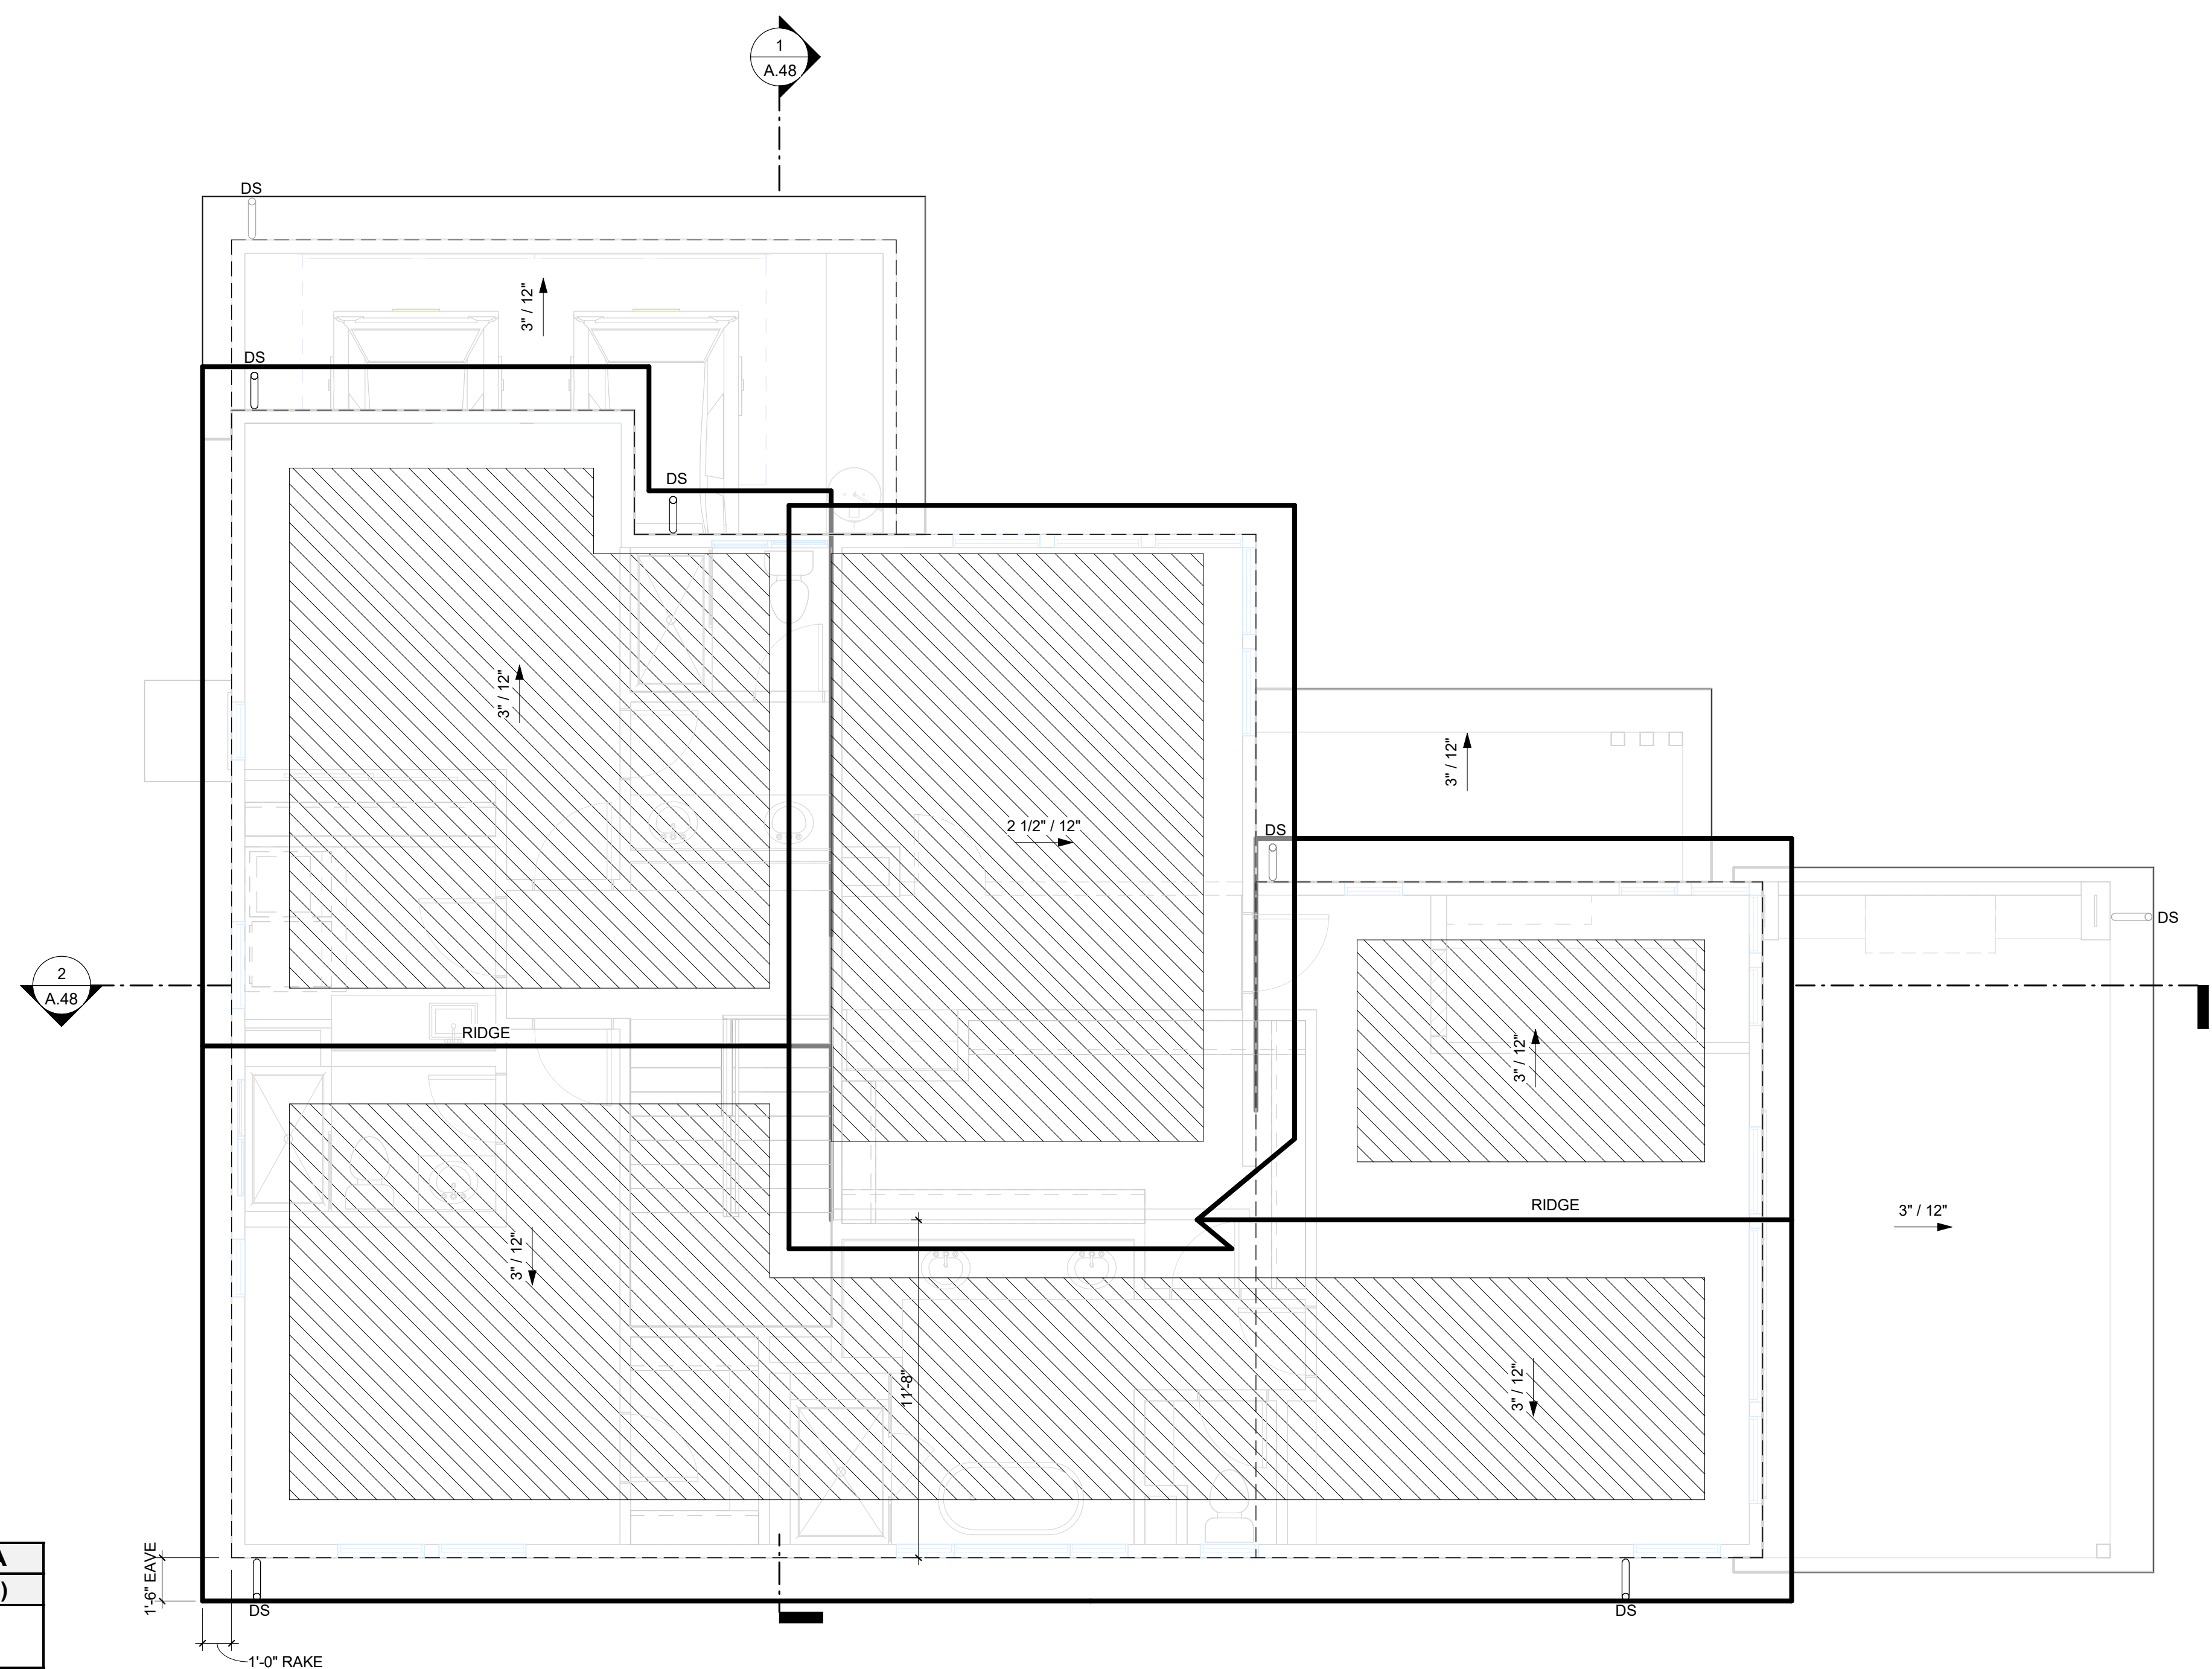 1
A.48
DS
3" / 12"
DS
DS
3" / 12"
2 1/2" / 12"
3" / 12"
DS
DS
2
A.48
RIDGE
3" / 12"
RIDGE
3" / 12"
3" / 12"
11'-8"
3" / 12"
A
)
1'-6" EAVE
DS
DS
1'-0" RAKE